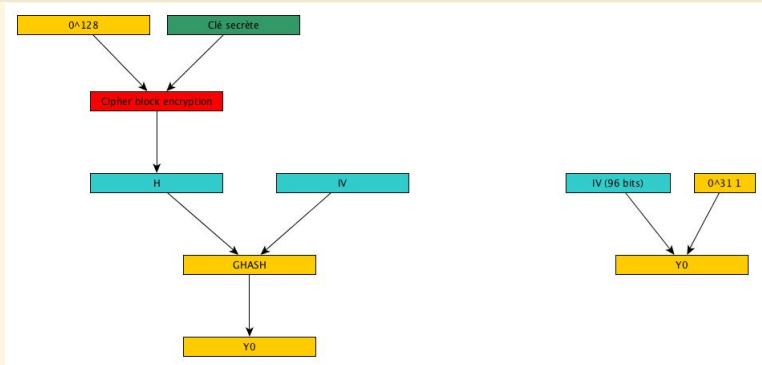 0^128
Clé secrète
Cipher block encryption
H
IV
IV (96 bits)
0^31 1
GHASH
Y0
Y0